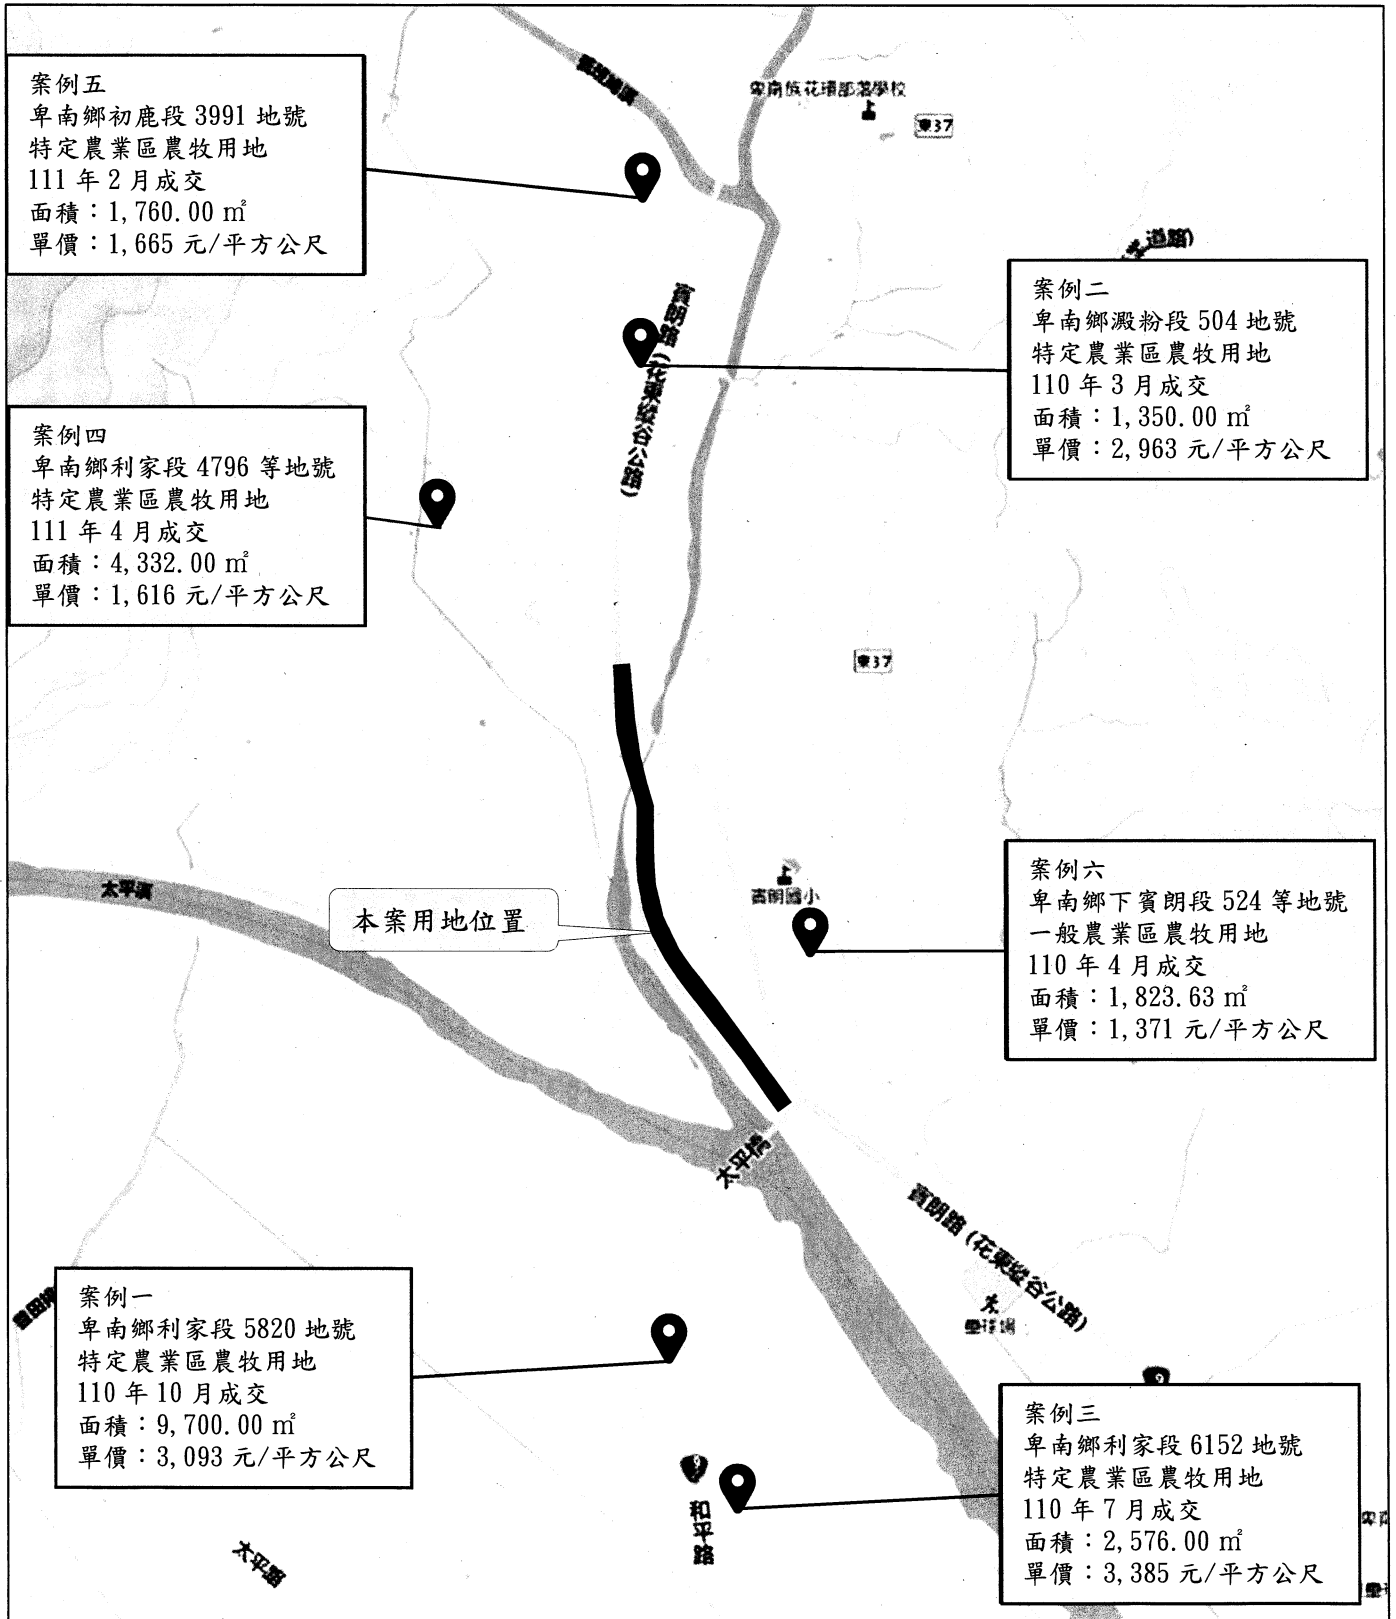 案例五
卑南鄉初鹿段 3991 地號
特定農業區農牧用地
111 年 2 月成交
面積：1,760.00 ㎡
單價：1,665 元/平方公尺
卑南族花環部落學校
東37
道路)
案例二
卑南鄉澱粉段 504 地號
特定農業區農牧用地
110 年 3 月成交
面積：1,350.00 ㎡
單價：2,963 元/平方公尺
賓朗路 (花東縱谷公路)
案例四
卑南鄉利家段 4796 等地號
特定農業區農牧用地
111 年 4 月成交
面積：4,332.00 ㎡
單價：1,616 元/平方公尺
東37
太平溪
本案用地位置
賓朗國小
案例六
卑南鄉下賓朗段 524 等地號
一般農業區農牧用地
110 年 4 月成交
面積：1,823.63 ㎡
單價：1,371 元/平方公尺
太平橋
賓朗路 (花東縱谷公路)
壘球場
9
案例一
卑南鄉利家段 5820 地號
特定農業區農牧用地
110 年 10 月成交
面積：9,700.00 ㎡
單價：3,093 元/平方公尺
案例三
卑南鄉利家段 6152 地號
特定農業區農牧用地
110 年 7 月成交
面積：2,576.00 ㎡
單價：3,385 元/平方公尺
9
和平路
太平路